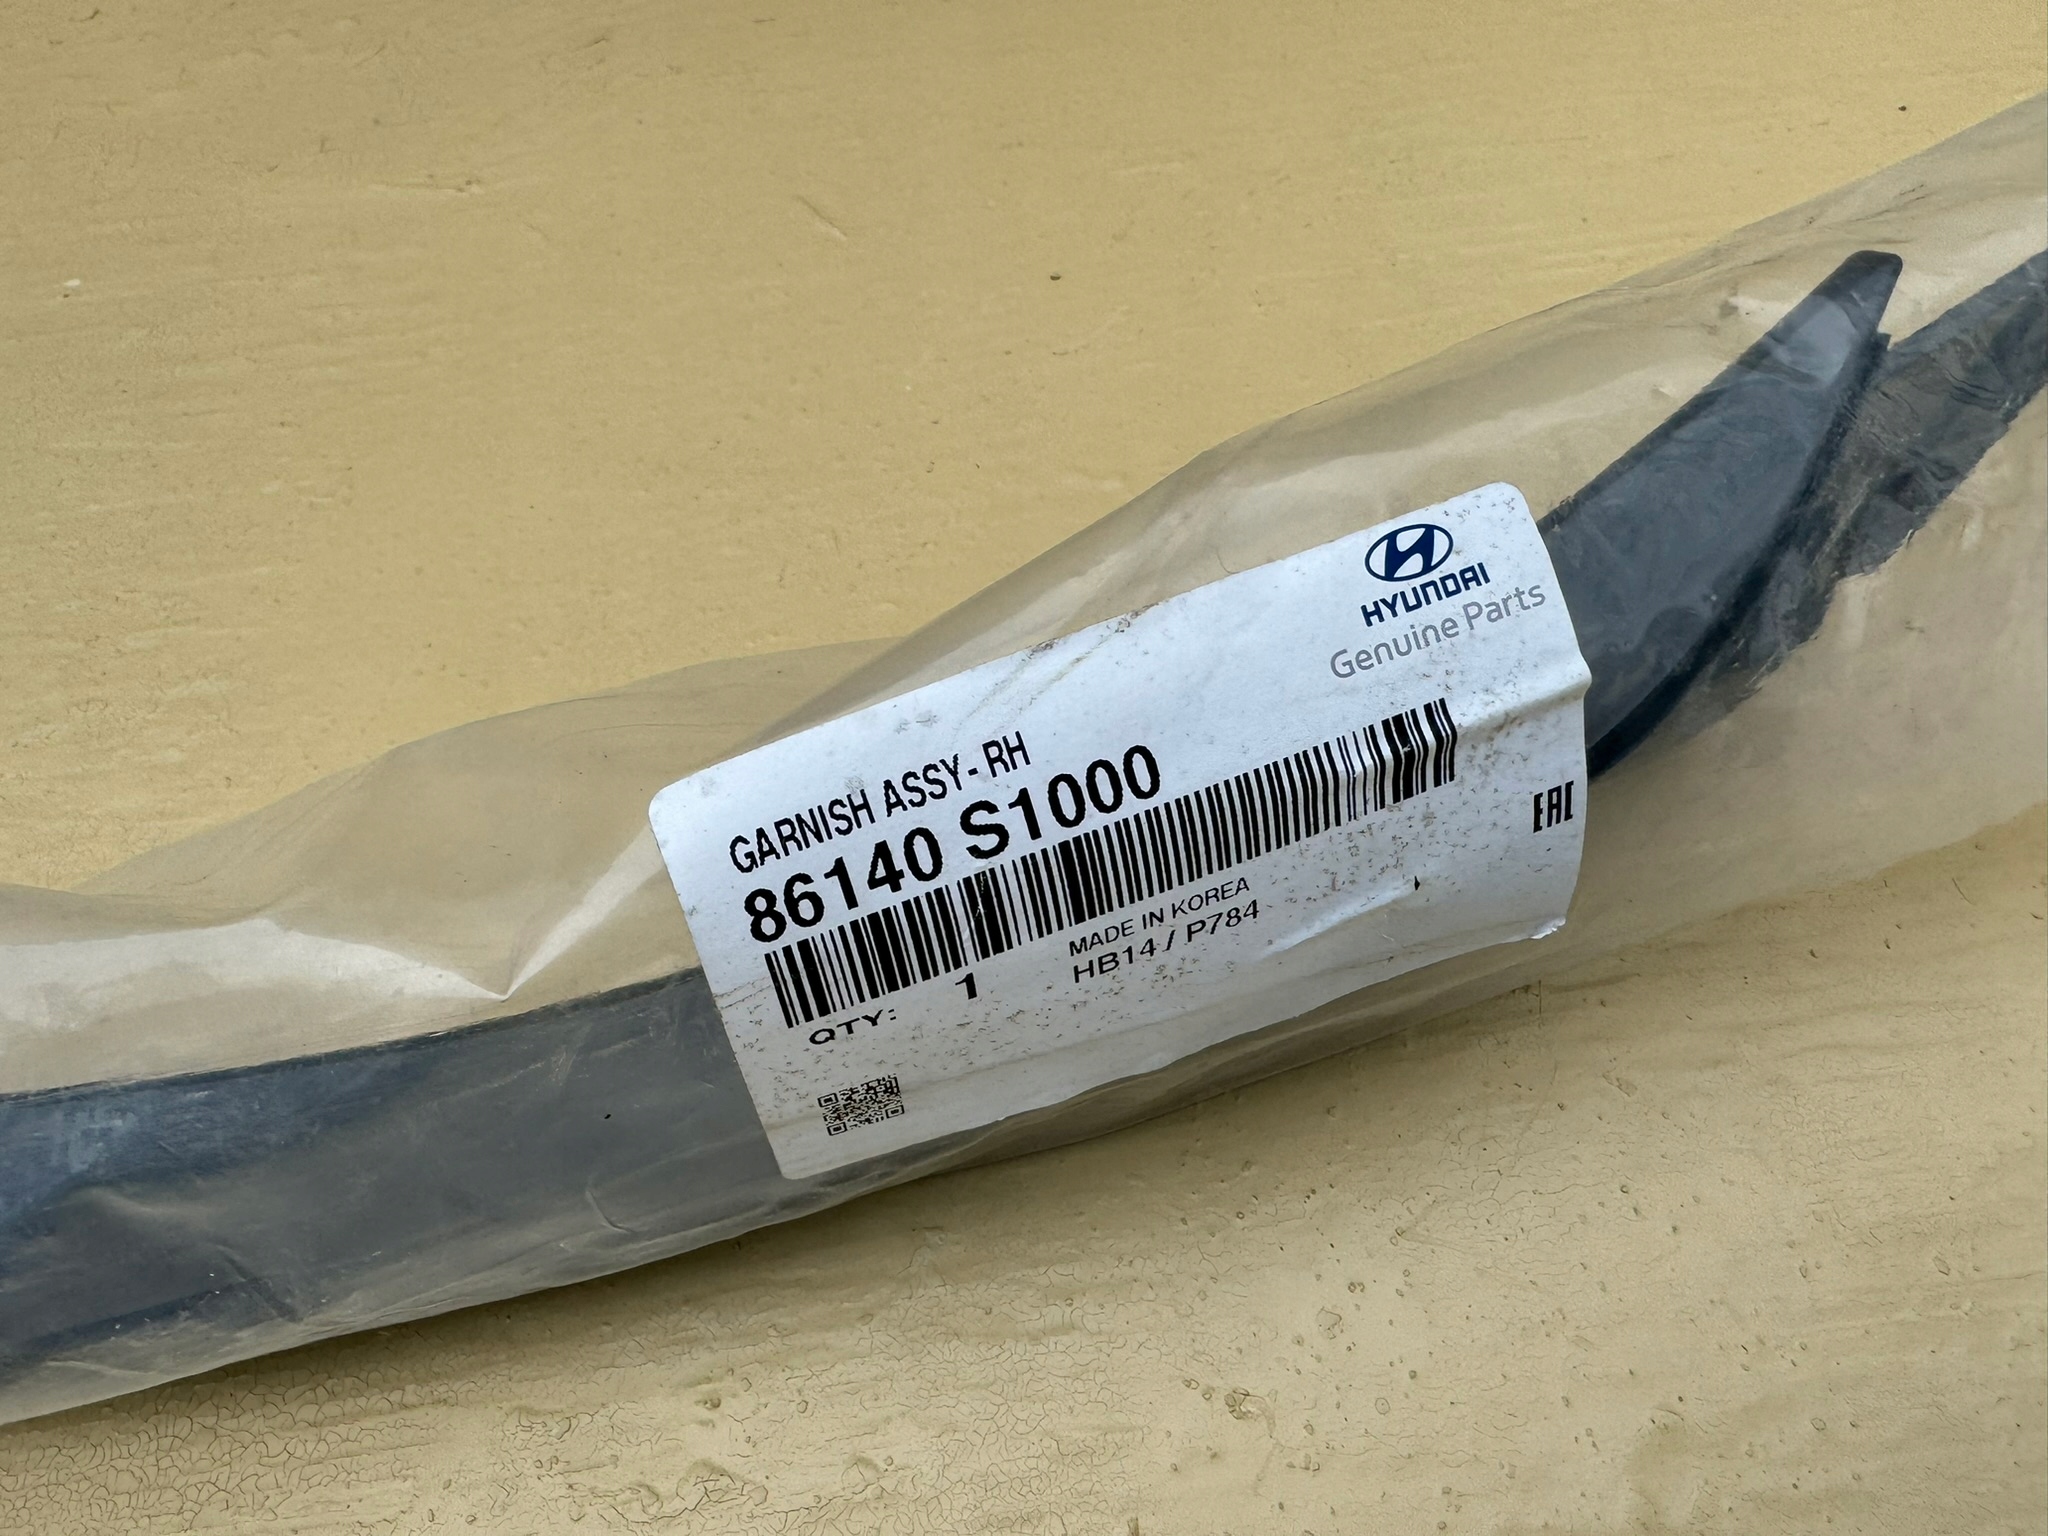 HYUNDAI
Genuine Parts
GARNISH ASSY-RH
86140 S1000
EAC
MADE IN KOREA
HB14 / P784
QTY: 1